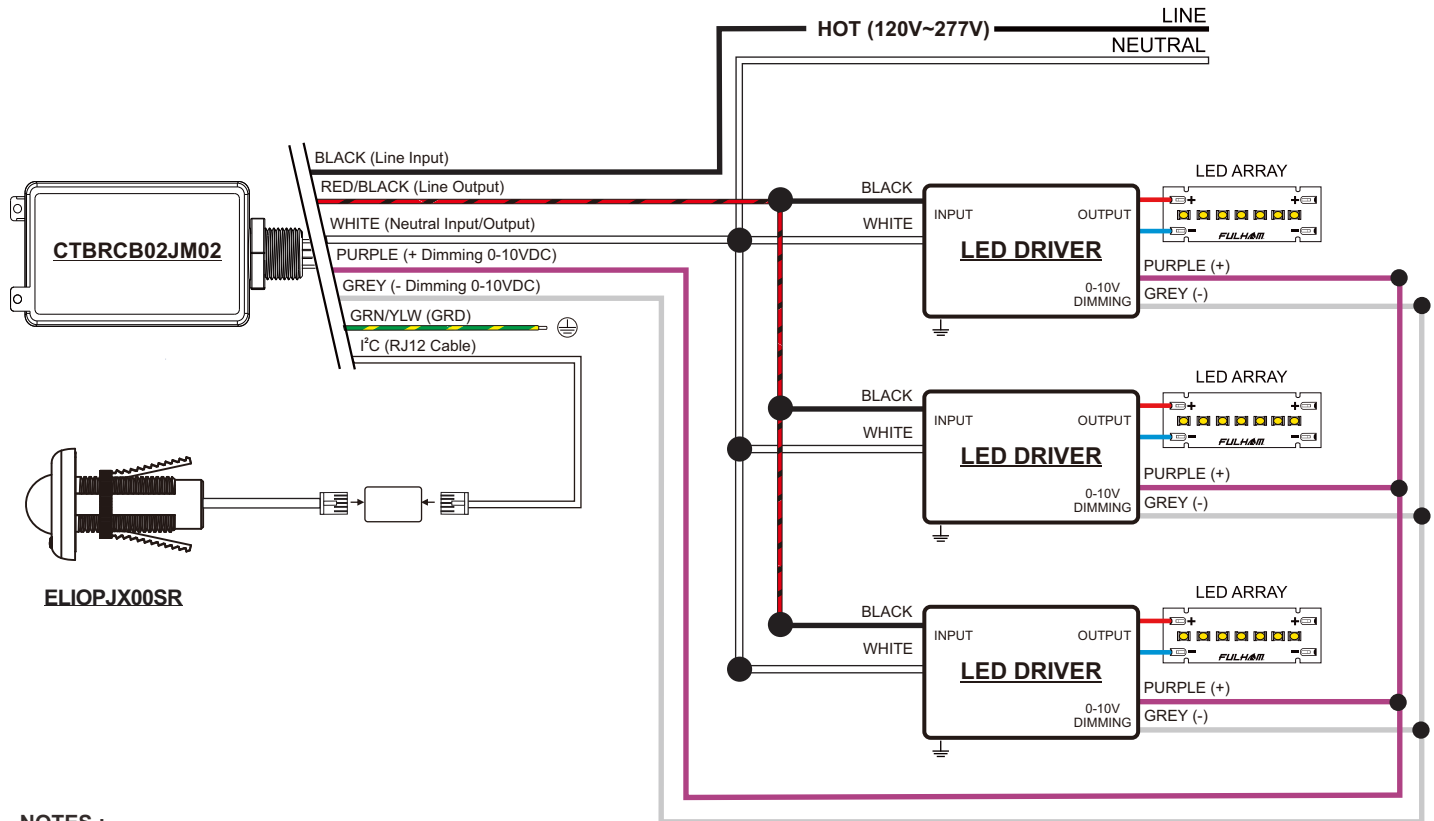 LINE
HOT (120V~277V)
NEUTRAL
CTBRCB02JM02
BLACK (Line Input)
RED/BLACK (Line Output)
WHITE (Neutral Input/Output)
PURPLE (+ Dimming 0-10VDC)
GREY (- Dimming 0-10VDC)
GRN/YLW (GRD)
I²C (RJ12 Cable)
ELIOPJX00SR
BLACK
WHITE
INPUT
OUTPUT
LED DRIVER
0-10V
DIMMING
LED ARRAY
+ +
- -
FULHAM
PURPLE (+)
GREY (-)
BLACK
WHITE
INPUT
OUTPUT
LED DRIVER
0-10V
DIMMING
LED ARRAY
+ +
- -
FULHAM
PURPLE (+)
GREY (-)
BLACK
WHITE
INPUT
OUTPUT
LED DRIVER
0-10V
DIMMING
LED ARRAY
+ +
- -
FULHAM
PURPLE (+)
GREY (-)
NOTES :